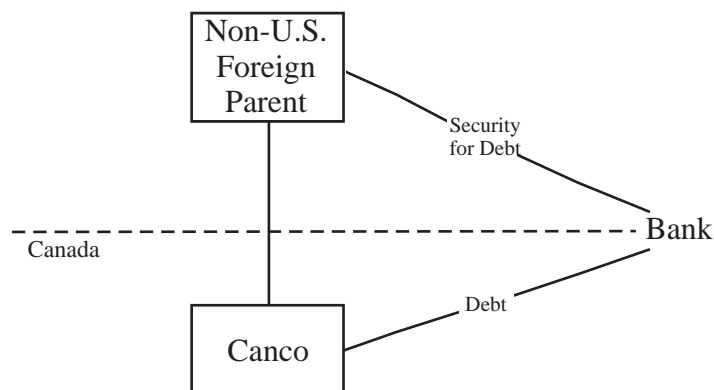 Non-U.S.
Foreign
Parent
Security
for Debt
Bank
Canada
Debt
Canco